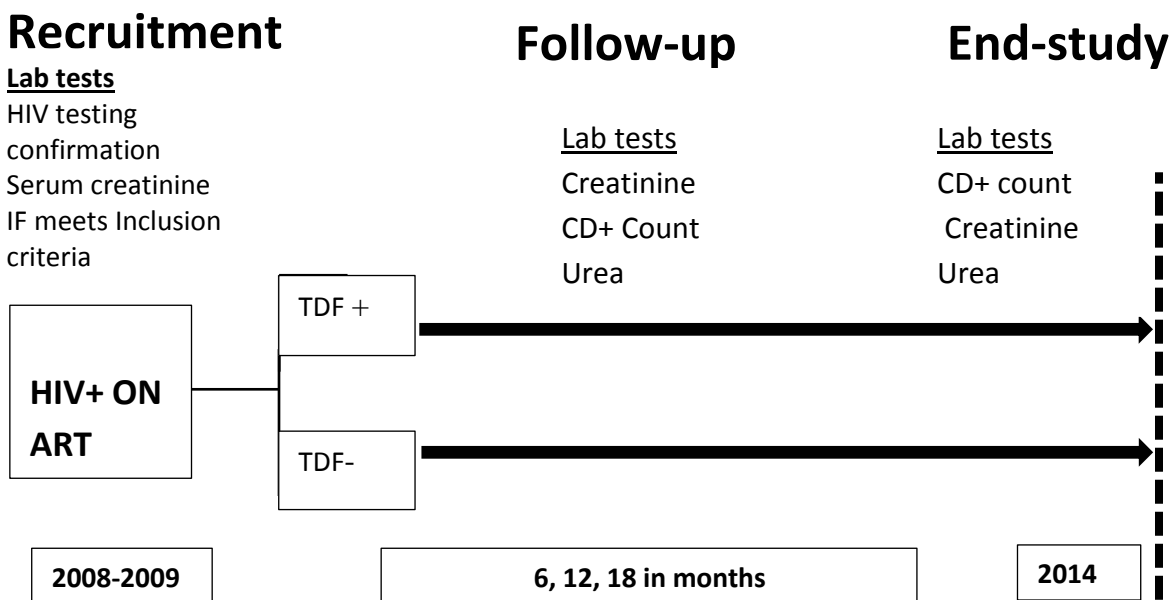 Recruitment
Lab tests
HIV testing
confirmation
Serum creatinine
IF meets Inclusion
criteria
Follow-up
Lab tests
Creatinine
CD+ Count
Urea
End-study
Lab tests
CD+ count
Creatinine
Urea
HIV+ ON
ART
TDF +
TDF-
2008-2009
6, 12, 18 in months
2014